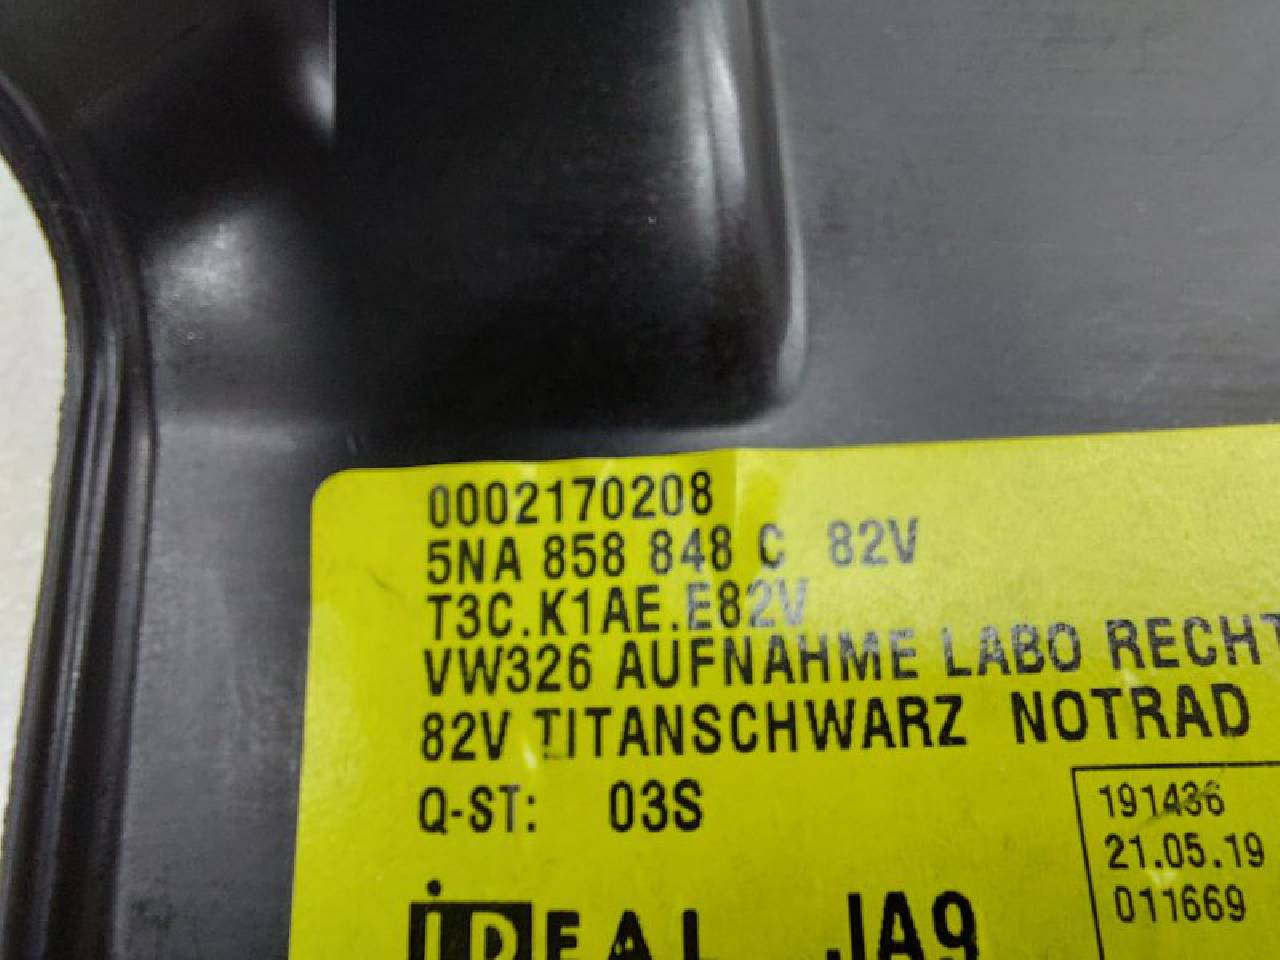 0002170208
5NA 858 848 C 82V
T3C.K1AE.E82V
VW326 AUFNAHME LABO RECHT
82V TITANSCHWARZ NOTRAD
Q-ST: 03S
191436
21.05.19
011669
iDEAL JA9